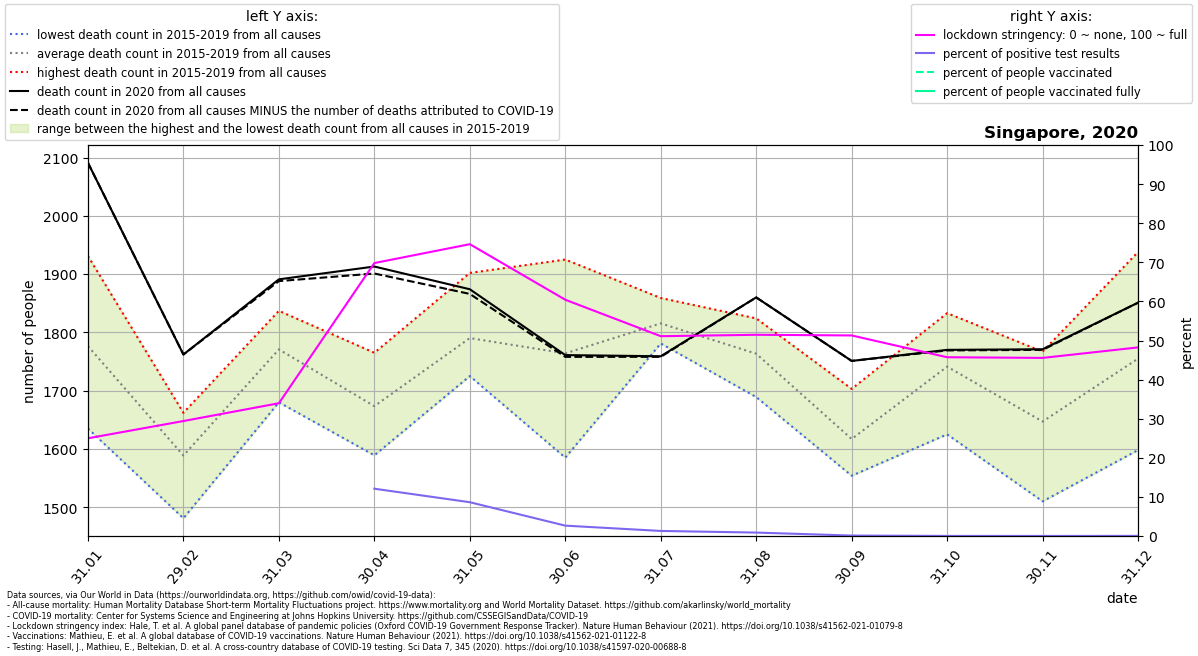 left Y axis:
lowest death count in 2015-2019 from all causes
average death count in 2015-2019 from all causes
highest death count in 2015-2019 from all causes
death count in 2020 from all causes
death count in 2020 from all causes MINUS the number of deaths attributed to COVID-19
range between the highest and the lowest death count from all causes in 2015-2019
right Y axis:
lockdown stringency: 0 ~ none, 100 ~ full
percent of positive test results
percent of people vaccinated
percent of people vaccinated fully
Singapore, 2020
2100
2000
1900
1800
1700
1600
1500
number of people
100
90
80
70
60
50
40
30
20
10
0
percent
31.01
29.02
31.03
30.04
31.05
30.06
31.07
31.08
30.09
31.10
30.11
31.12
date
Data sources, via Our World in Data (https://ourworldindata.org, https://github.com/owid/covid-19-data):
- All-cause mortality: Human Mortality Database Short-term Mortality Fluctuations project. https://www.mortality.org and World Mortality Dataset. https://github.com/akarlinsky/world_mortality
- COVID-19 mortality: Center for Systems Science and Engineering at Johns Hopkins University. https://github.com/CSSEGISandData/COVID-19
- Lockdown stringency index: Hale, T. et al. A global panel database of pandemic policies (Oxford COVID-19 Government Response Tracker). Nature Human Behaviour (2021). https://doi.org/10.1038/s41562-021-01079-8
- Vaccinations: Mathieu, E. et al. A global database of COVID-19 vaccinations. Nature Human Behaviour (2021). https://doi.org/10.1038/s41562-021-01122-8
- Testing: Hasell, J., Mathieu, E., Beltekian, D. et al. A cross-country database of COVID-19 testing. Sci Data 7, 345 (2020). https://doi.org/10.1038/s41597-020-00688-8